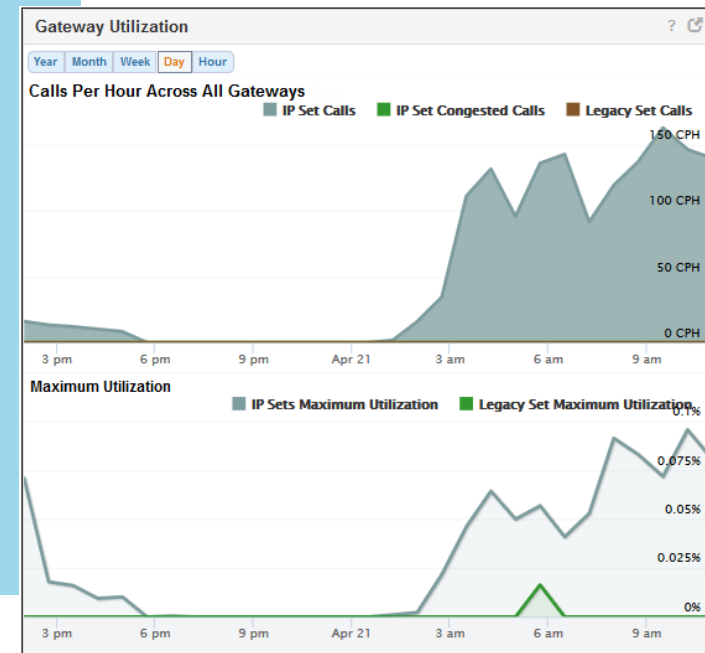 Gateway Utilization ?
Year Month Week Day Hour
Calls Per Hour Across All Gateways
IP Set Calls IP Set Congested Calls Legacy Set Calls
150 CPH
100 CPH
50 CPH
0 CPH
3 pm 6 pm 9 pm Apr 21 3 am 6 am 9 am
Maximum Utilization
IP Sets Maximum Utilization Legacy Set Maximum Utilization
0.1%
0.075%
0.05%
0.025%
0%
3 pm 6 pm 9 pm Apr 21 3 am 6 am 9 am